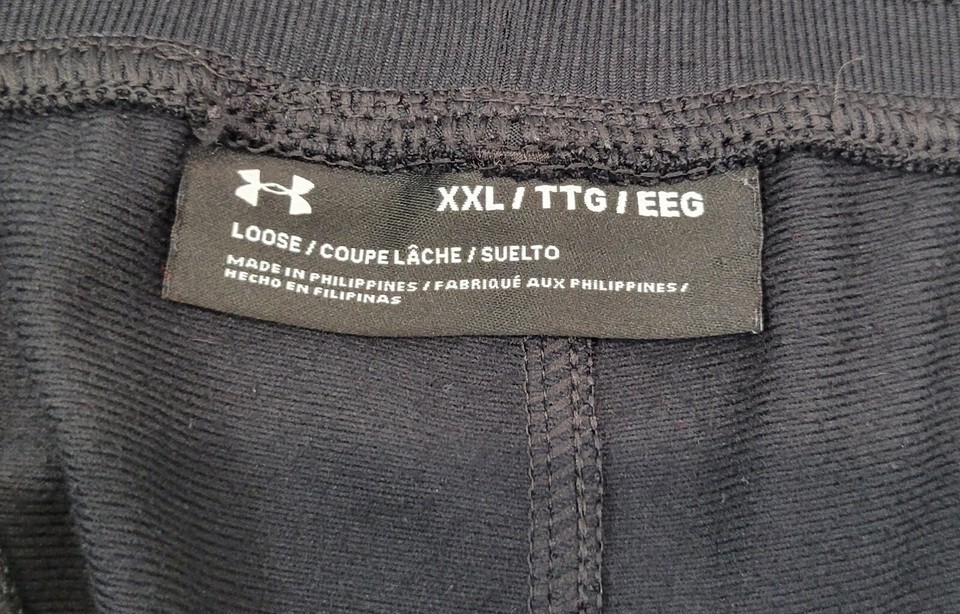 XXL / TTG / EEG
LOOSE / COUPE LÂCHE / SUELTO
MADE IN PHILIPPINES / FABRIQUÉ AUX PHILIPPINES /
HECHO EN FILIPINAS